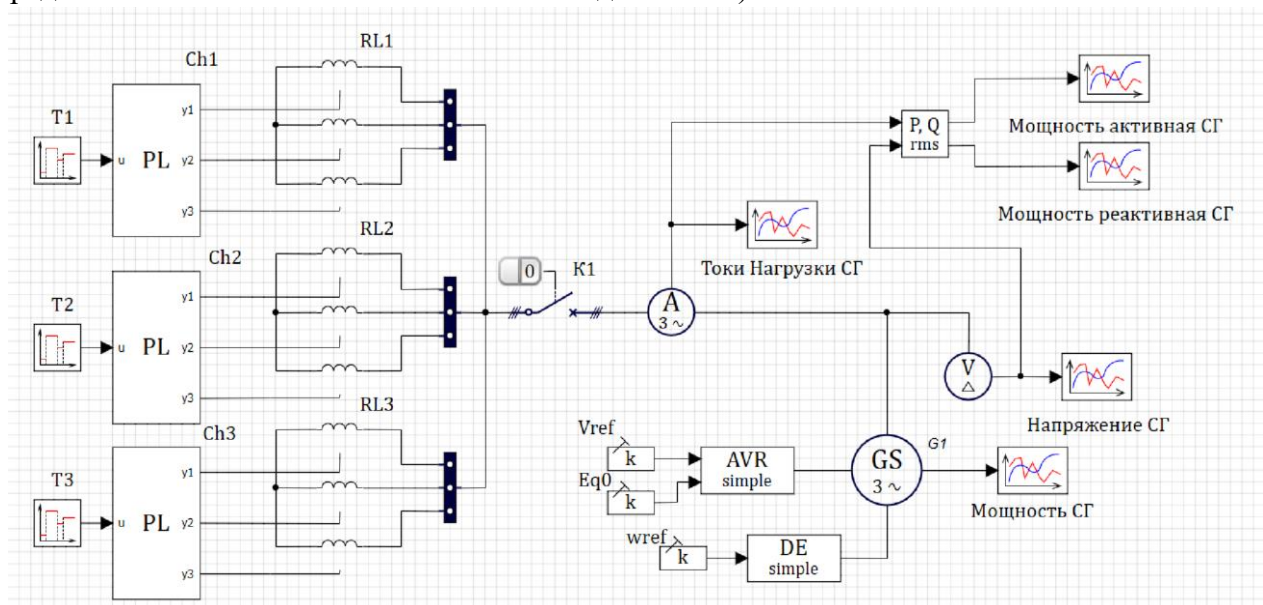 Ch1
RL1
T1
u
PL
y1
y2
y3
P, Q
rms
Мощность активная СГ
Мощность реактивная СГ
Токи Нагрузки СГ
Ch2
RL2
T2
u
PL
y1
y2
y3
0
K1
A
3 ~
V
Δ
Напряжение СГ
Ch3
RL3
T3
u
PL
y1
y2
y3
Vref
k
Eq0
k
AVR
simple
GS
3 ~
G1
Мощность СГ
wref
k
DE
simple